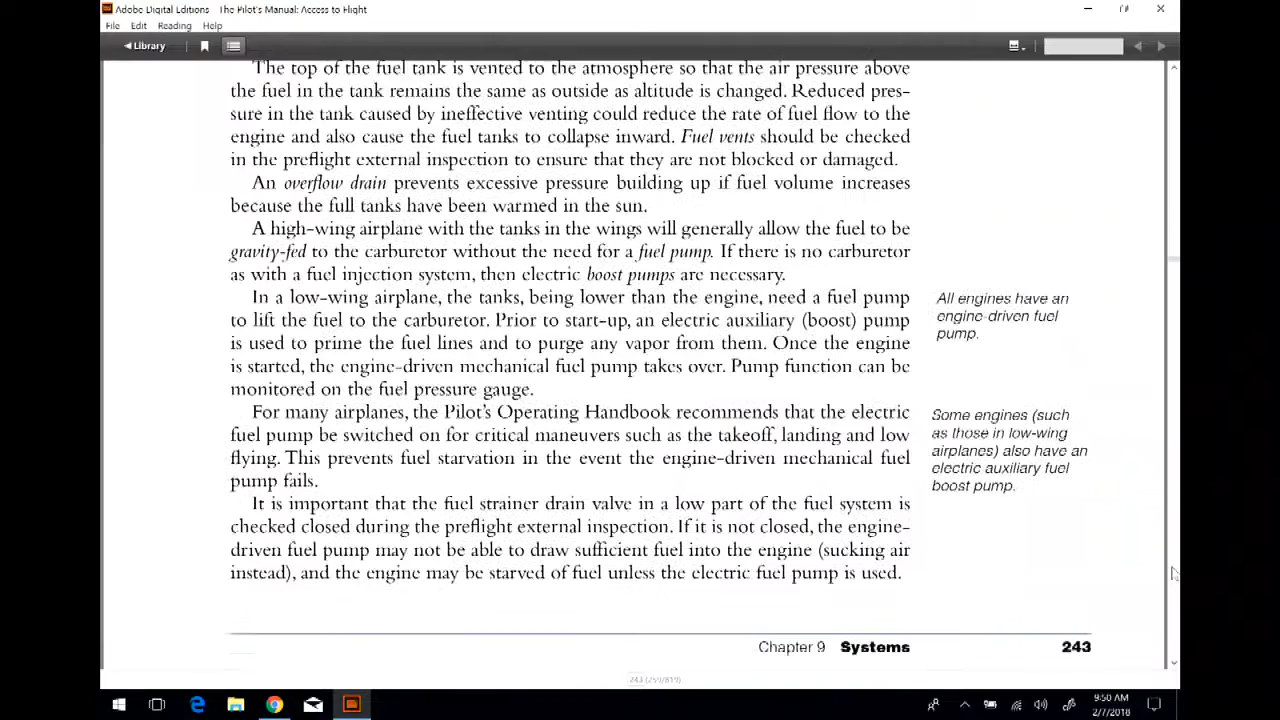 Adobe Digital Editions - The Pilot's Manual: Access to Flight
File Edit Reading Help
Library
The top of the fuel tank is vented to the atmosphere so that the air pressure above
the fuel in the tank remains the same as outside as altitude is changed. Reduced pres-
sure in the tank caused by ineffective venting could reduce the rate of fuel flow to the
engine and also cause the fuel tanks to collapse inward. Fuel vents should be checked
in the preflight external inspection to ensure that they are not blocked or damaged.
An overflow drain prevents excessive pressure building up if fuel volume increases
because the full tanks have been warmed in the sun.
A high-wing airplane with the tanks in the wings will generally allow the fuel to be
gravity-fed to the carburetor without the need for a fuel pump. If there is no carburetor
as with a fuel injection system, then electric boost pumps are necessary.
In a low-wing airplane, the tanks, being lower than the engine, need a fuel pump
to lift the fuel to the carburetor. Prior to start-up, an electric auxiliary (boost) pump
is used to prime the fuel lines and to purge any vapor from them. Once the engine
is started, the engine-driven mechanical fuel pump takes over. Pump function can be
monitored on the fuel pressure gauge.
All engines have an
engine-driven fuel
pump.
For many airplanes, the Pilot's Operating Handbook recommends that the electric
fuel pump be switched on for critical maneuvers such as the takeoff, landing and low
flying. This prevents fuel starvation in the event the engine-driven mechanical fuel
pump fails.
Some engines (such
as those in low-wing
airplanes) also have an
electric auxiliary fuel
boost pump.
It is important that the fuel strainer drain valve in a low part of the fuel system is
checked closed during the preflight external inspection. If it is not closed, the engine-
driven fuel pump may not be able to draw sufficient fuel into the engine (sucking air
instead), and the engine may be starved of fuel unless the electric fuel pump is used.
Chapter 9 Systems 243
243 (259/819)
9:50 AM
2/7/2018